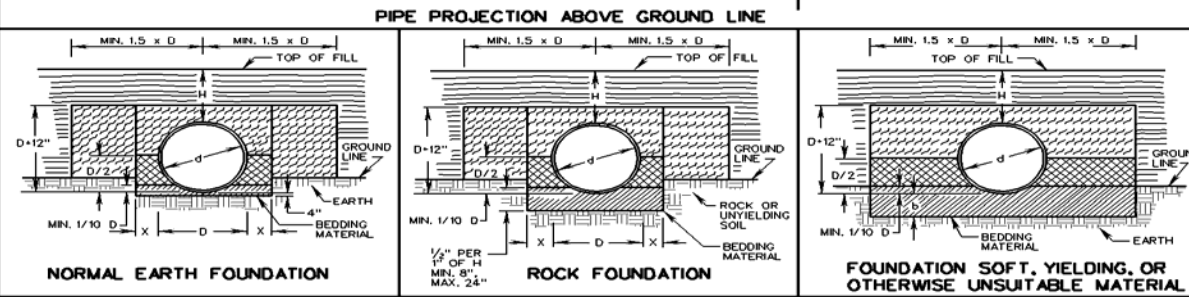 PIPE PROJECTION ABOVE GROUND LINE
MIN. 1.5 x D
MIN. 1.5 x D
TOP OF FILL
H
D+12"
d
D/2
GROUND
LINE
EARTH
MIN. 1/10 D
4"
X
D
X
BEDDING
MATERIAL
NORMAL EARTH FOUNDATION
MIN. 1.5 x D
MIN. 1.5 x D
TOP OF FILL
H
D+12"
d
D/2
GROUND
LINE
MIN. 1/10 D
ROCK OR
UNYIELDING
SOIL
X
D
X
BEDDING
MATERIAL
1/2" PER
1' OF H
MIN. 8",
MAX. 24"
ROCK FOUNDATION
MIN. 1.5 x D
MIN. 1.5 x D
TOP OF FILL
H
D+12"
d
D/2
GROUN
LINE
b
MIN. 1/10 D
BEDDING
MATERIAL
EARTH
FOUNDATION SOFT, YIELDING, OR
OTHERWISE UNSUITABLE MATERIAL